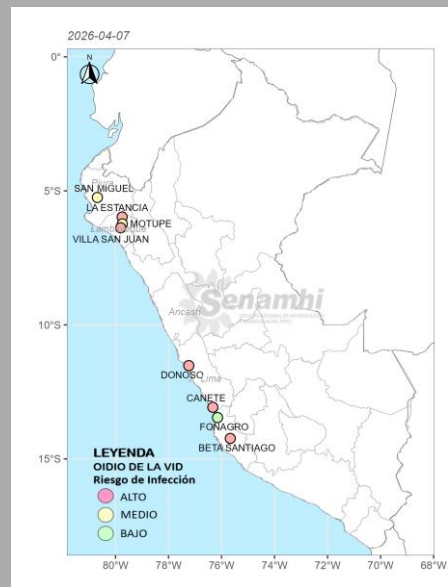 2026-04-07
N
0°
5°S
10°S
15°S
Piura
SAN MIGUEL
LA ESTANCIA
MOTUPE
VILLA SAN JUAN
Ancash
Senamhi
DONOSO
Lima
CAÑETE
FONAGRO
BETA SANTIAGO
LEYENDA
OIDIO DE LA VID
Riesgo de Infección
ALTO
MEDIO
BAJO
80°W 78°W 76°W 74°W 72°W 70°W 68°W